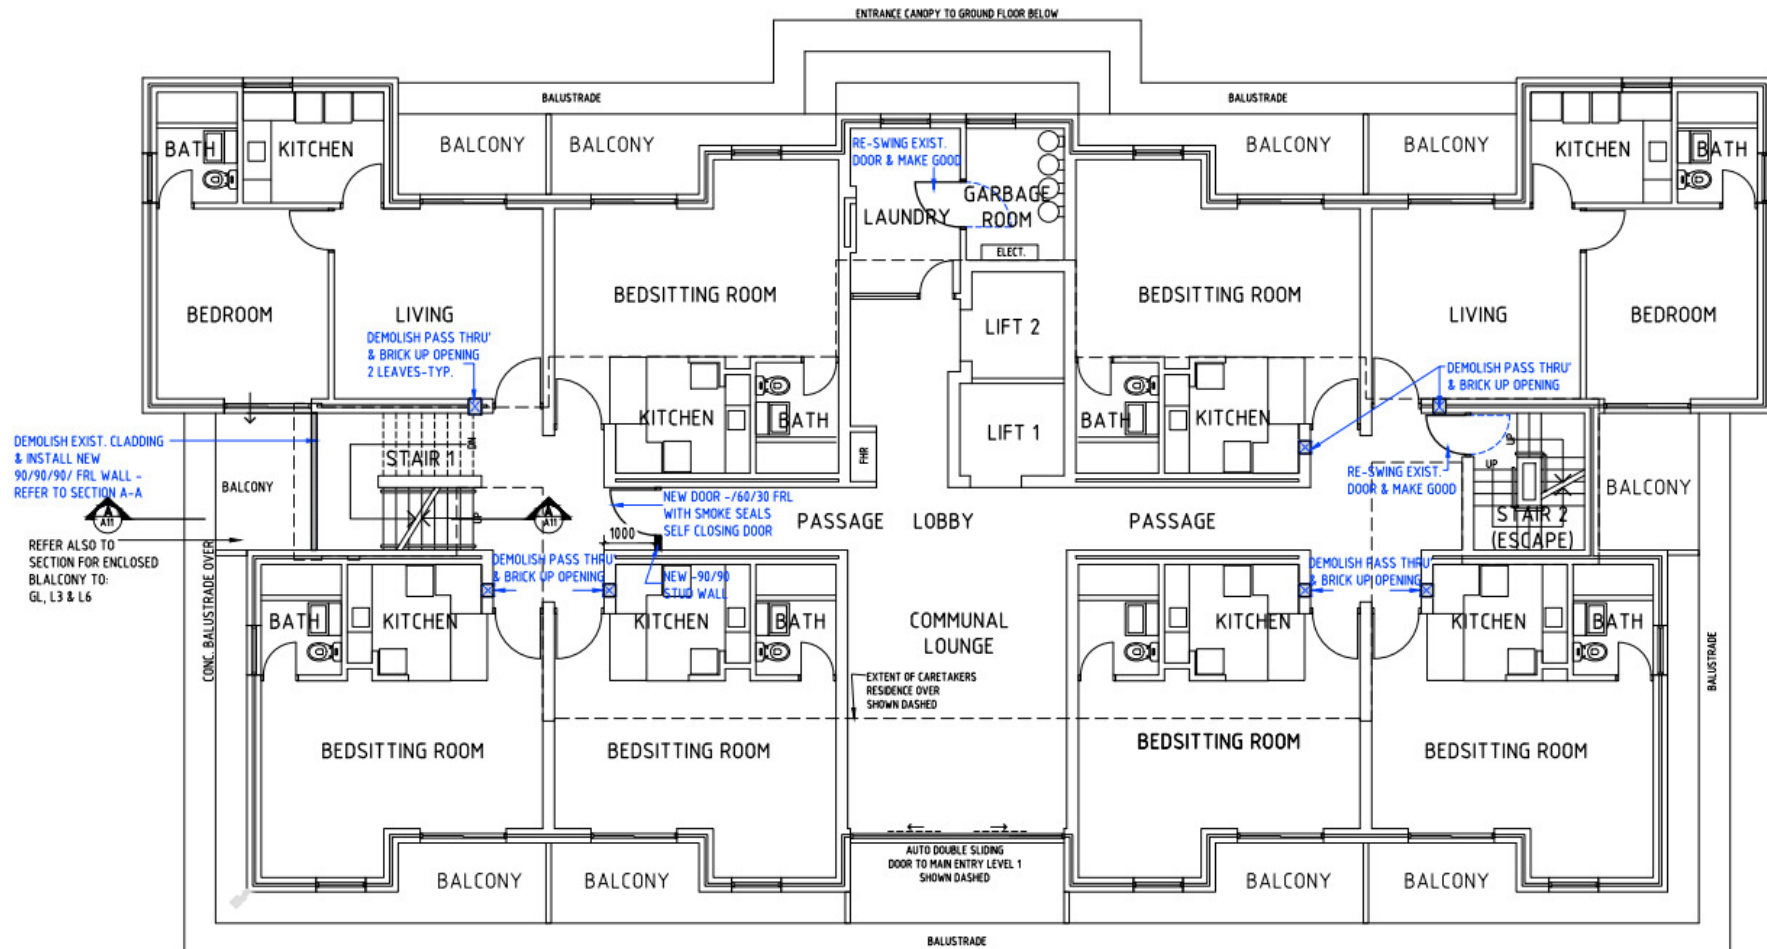 ENTRANCE CANOPY TO GROUND FLOOR BELOW
BALUSTRADE
BALUSTRADE
BATH
KITCHEN
BALCONY
BALCONY
RE-SWING EXIST.
DOOR & MAKE GOOD
BALCONY
BALCONY
KITCHEN
BATH
LAUNDRY
GARBAGE
ROOM
ELECT.
BEDROOM
LIVING
BEDSITTING ROOM
LIFT 2
BEDSITTING ROOM
LIVING
BEDROOM
DEMOLISH PASS THRU'
& BRICK UP OPENING
2 LEAVES-TYP.
DEMOLISH PASS THRU'
& BRICK UP OPENING
KITCHEN
BATH
LIFT 1
BATH
KITCHEN
DEMOLISH EXIST. CLADDING
& INSTALL NEW
90/90/90/ FRL WALL -
REFER TO SECTION A-A
DN
STAIR 1
UP
FHR
UP
UP
RE-SWING EXIST.
DOOR & MAKE GOOD
BALCONY
BALCONY
A
A11
A
A11
NEW DOOR -/60/30 FRL
WITH SMOKE SEALS
SELF CLOSING DOOR
1000
PASSAGE
LOBBY
PASSAGE
STAIR 2
(ESCAPE)
REFER ALSO TO
SECTION FOR ENCLOSED
BLALCONY TO:
GL, L3 & L6
DEMOLISH PASS THRU'
& BRICK UP OPENING
NEW -90/90
STUD WALL
DEMOLISH PASS THRU'
& BRICK UP OPENING
CONC. BALUSTRADE OVER
BATH
KITCHEN
KITCHEN
BATH
COMMUNAL
LOUNGE
KITCHEN
KITCHEN
BATH
BALUSTRADE
EXTENT OF CARETAKERS
RESIDENCE OVER
SHOWN DASHED
BEDSITTING ROOM
BEDSITTING ROOM
BEDSITTING ROOM
BEDSITTING ROOM
AUTO DOUBLE SLIDING
DOOR TO MAIN ENTRY LEVEL 1
SHOWN DASHED
BALCONY
BALCONY
BALCONY
BALCONY
BALUSTRADE